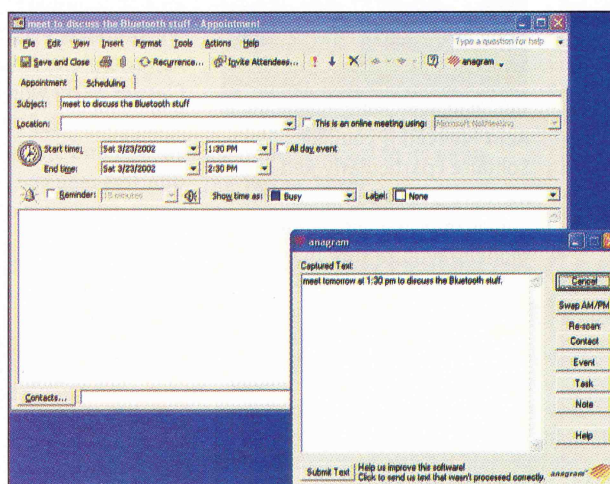 meet to discuss the Bluetooth stuff - Appointment
File Edit View Insert Format Tools Actions Help Type a question for help
Save and Close Recurrence... Invite Attendees... anagram
Appointment Scheduling
Subject: meet to discuss the Bluetooth stuff
Location: This is an online meeting using: Microsoft NetMeeting
Start time: Sat 3/23/2002 1:30 PM All day event
End time: Sat 3/23/2002 2:30 PM
Reminder: 15 minutes Show time as: Busy Label: None
Contacts...
anagram
Captured Text:
meet tomorrow at 1:30 pm to discuss the Bluetooth stuff.
Cancel
Swap AM/PM
Re-scan:
Contact
Event
Task
Note
Help
Submit Text Help us improve this software!
Click to send us text that wasn't processed correctly. anagram